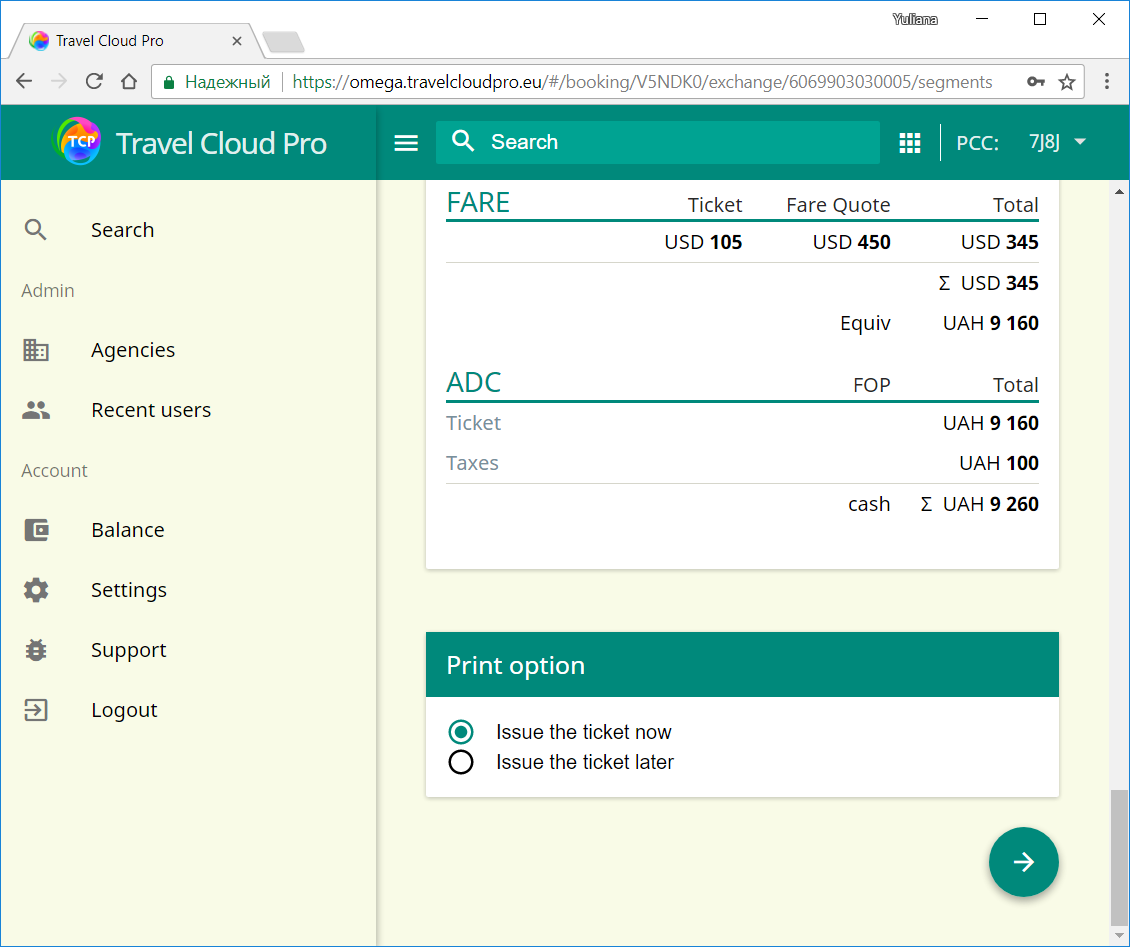 Yuliana
Travel Cloud Pro
Надежный https://omega.travelcloudpro.eu/#/booking/V5NDK0/exchange/6069903030005/segments
TCP Travel Cloud Pro Search PCC: 7J8J
Search
Admin
Agencies
Recent users
Account
Balance
Settings
Support
Logout
FARE Ticket Fare Quote Total
USD 105 USD 450 USD 345
Σ USD 345
Equiv UAH 9 160
ADC FOP Total
Ticket UAH 9 160
Taxes UAH 100
cash Σ UAH 9 260
Print option
Issue the ticket now
Issue the ticket later